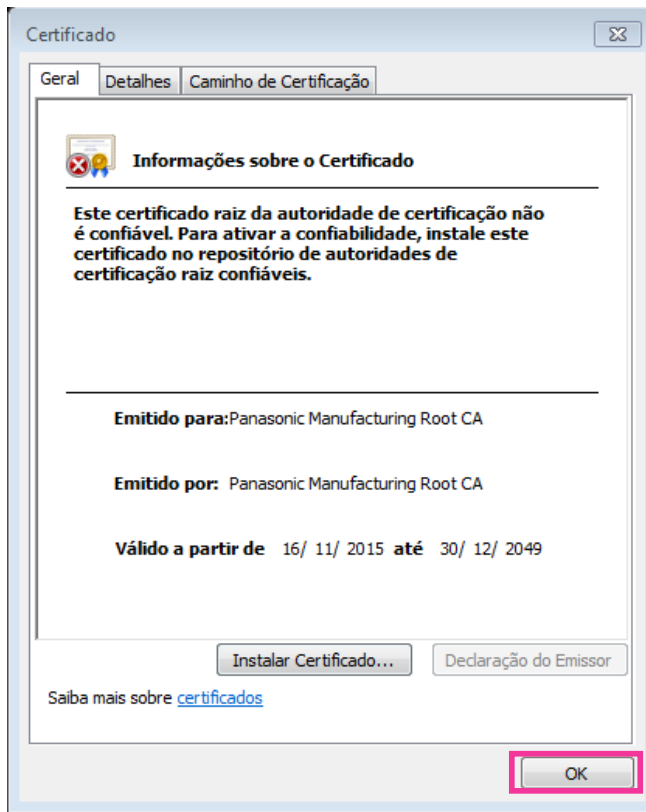 Certificado
Geral Detalhes Caminho de Certificação
Informações sobre o Certificado
Este certificado raiz da autoridade de certificação não
é confiável. Para ativar a confiabilidade, instale este
certificado no repositório de autoridades de
certificação raiz confiáveis.
Emitido para:Panasonic Manufacturing Root CA
Emitido por: Panasonic Manufacturing Root CA
Válido a partir de 16/ 11/ 2015 até 30/ 12/ 2049
Instalar Certificado... Declaração do Emissor
Saiba mais sobre certificados
OK